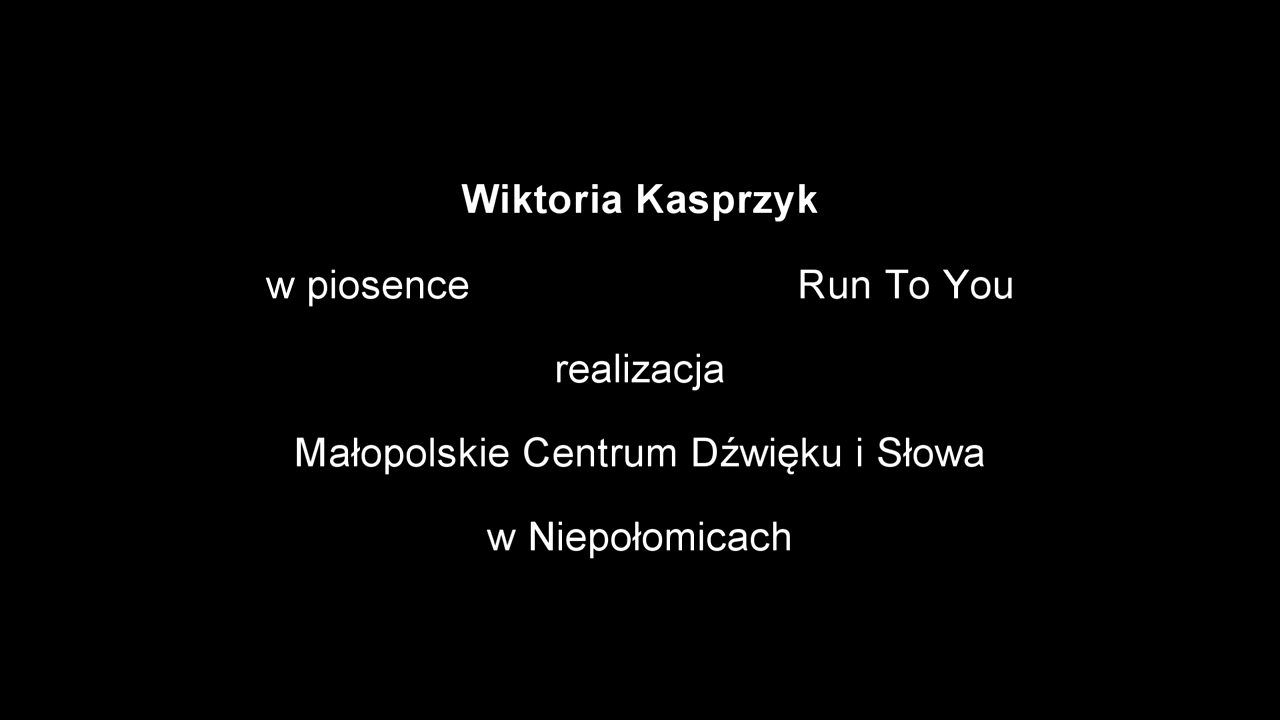 Wiktoria Kasprzyk
w piosence Run To You
realizacja
Małopolskie Centrum Dźwięku i Słowa
w Niepołomicach